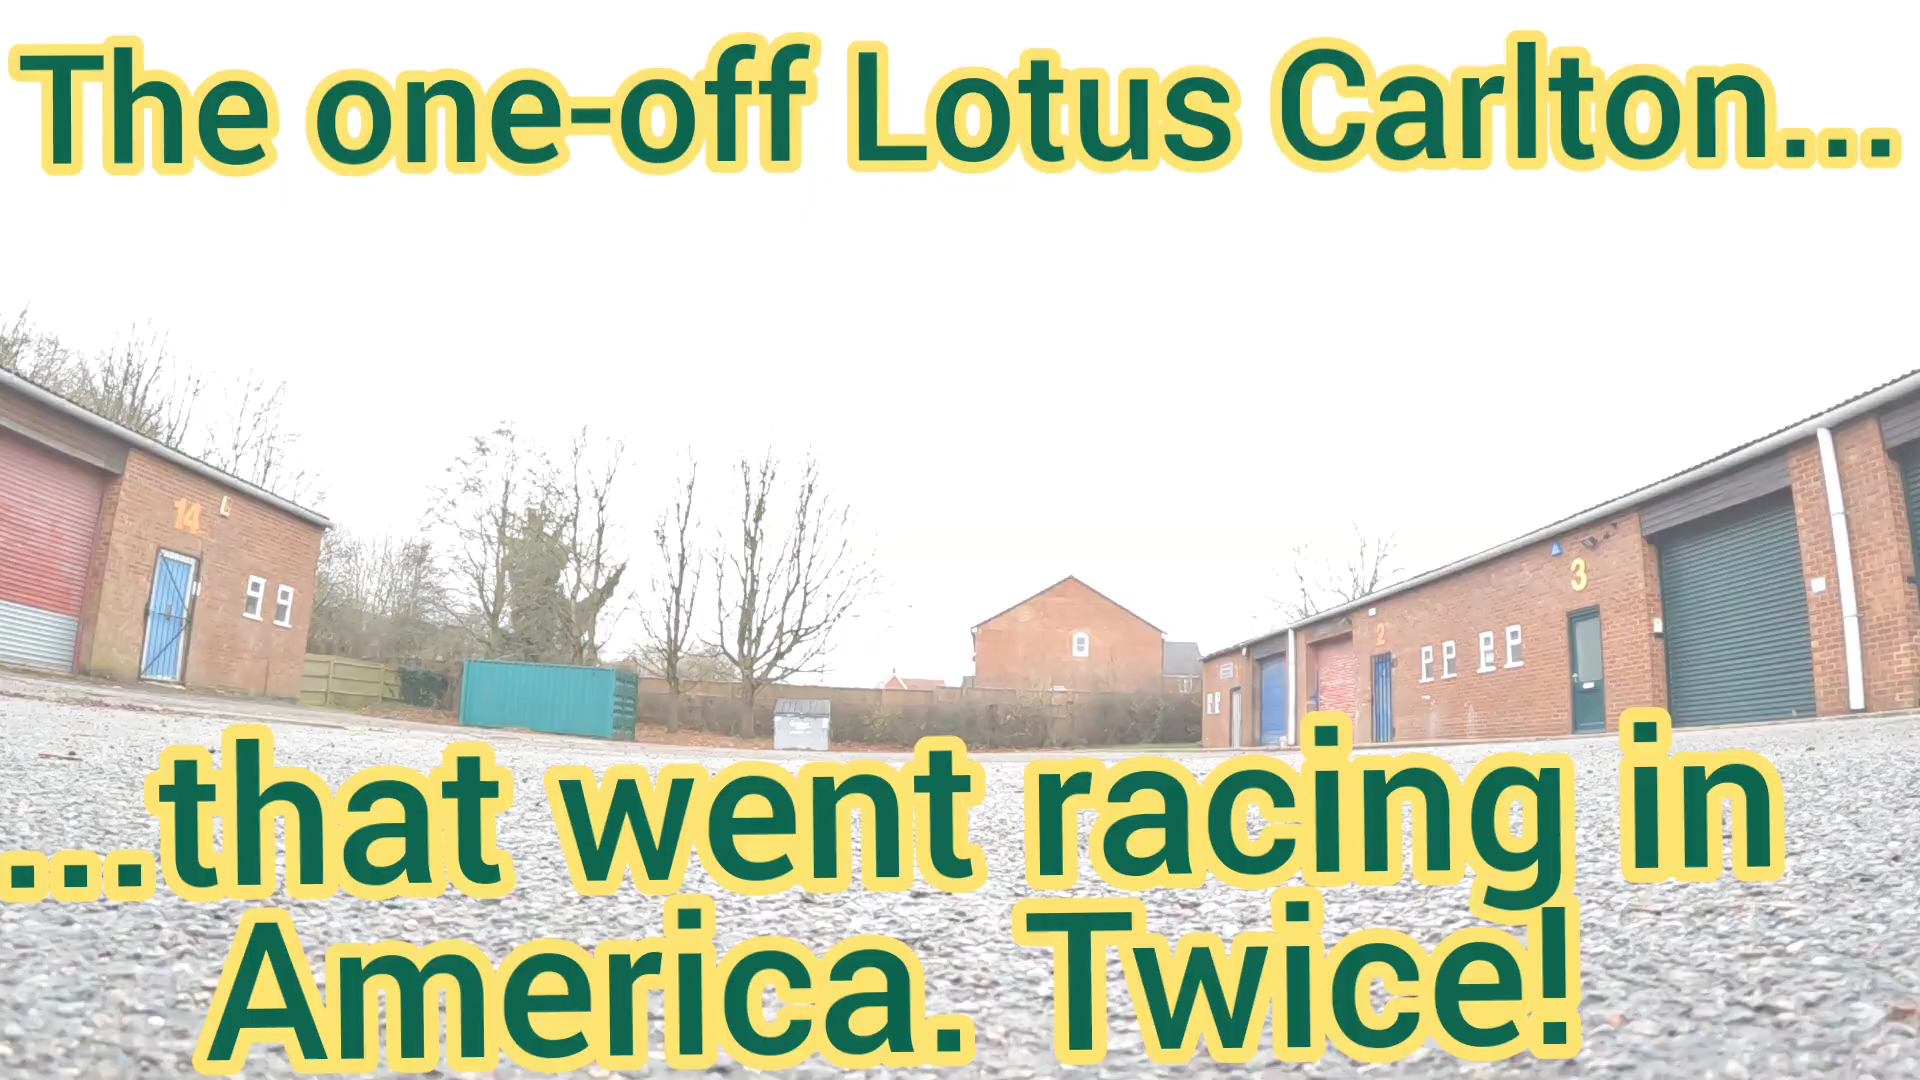 The one-off Lotus Carlton...
14
3
2
...that went racing in
America. Twice!